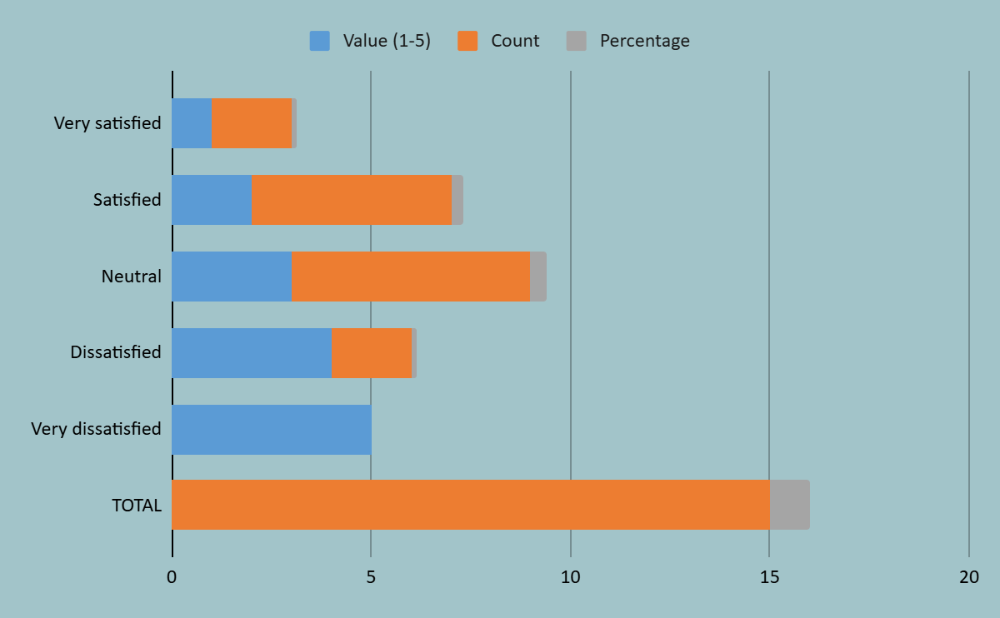 Value (1-5) Count Percentage
Very satisfied
Satisfied
Neutral
Dissatisfied
Very dissatisfied
TOTAL
0 5 10 15 20